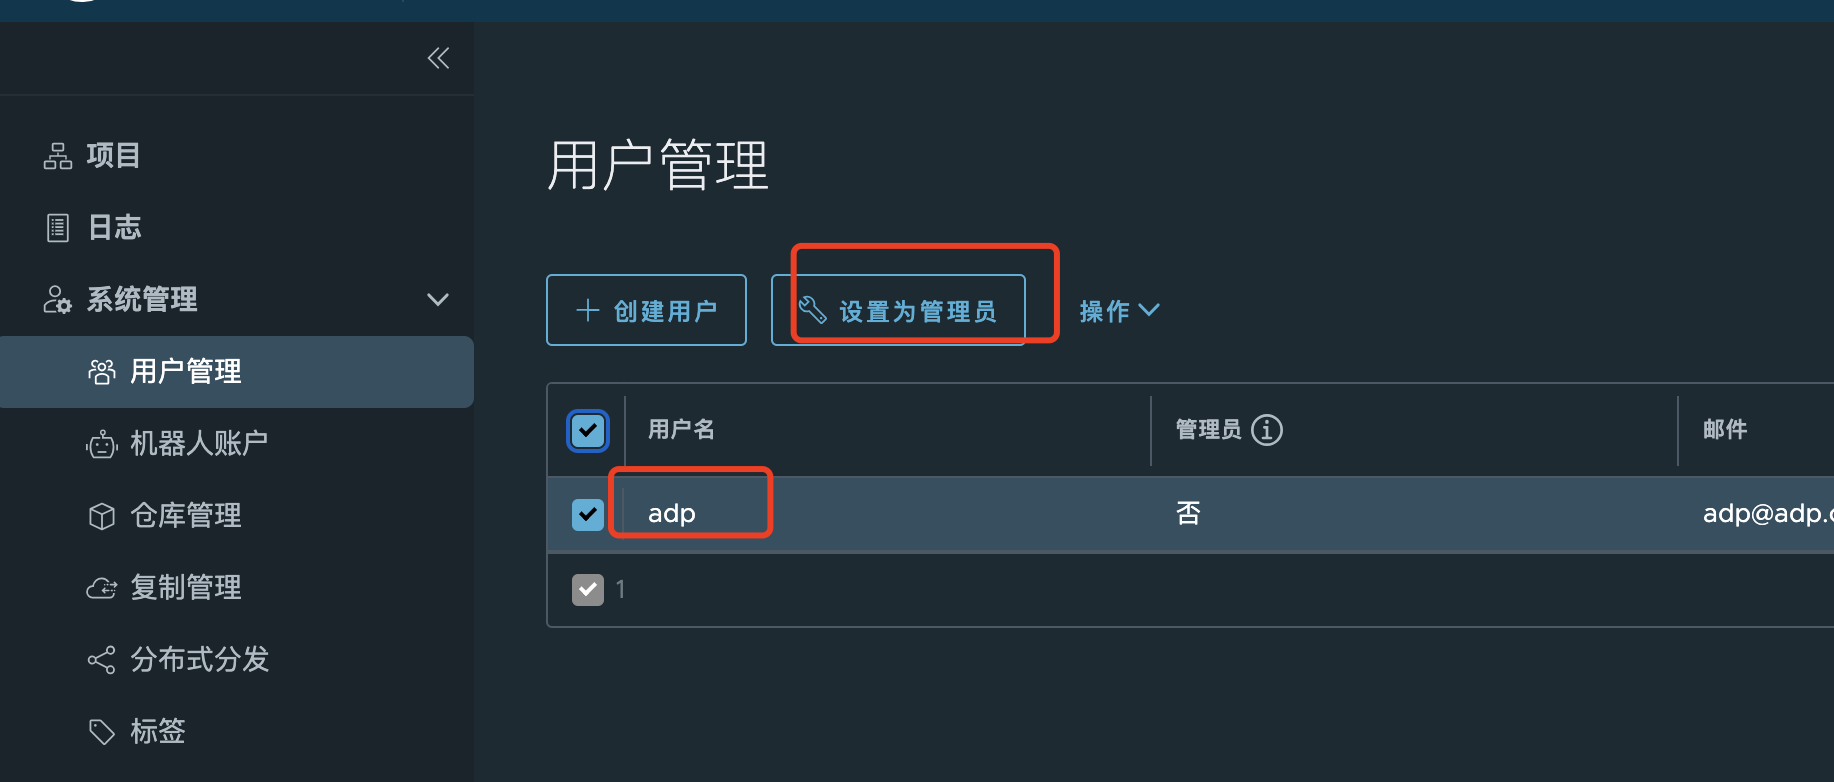 项目
日志
系统管理
用户管理
机器人账户
仓库管理
复制管理
分布式分发
标签
用户管理
创建用户 设置为管理员 操作
用户名 管理员 邮件
adp 否 adp@adp.
1